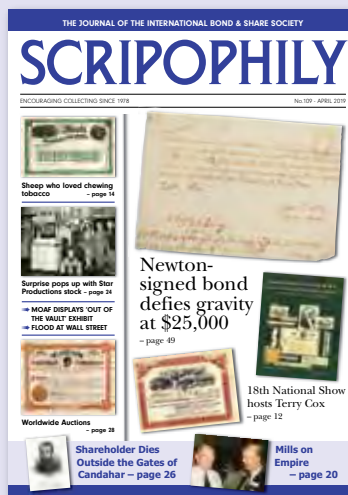 THE JOURNAL OF THE INTERNATIONAL BOND & SHARE SOCIETY
SCRIPOPHILY
ENCOURAGING COLLECTING SINCE 1978
No.109 - APRIL 2019
Sheep who loved chewing
tobacco – page 14
Surprise pops up with Star
Productions stock – page 24
MOAF DISPLAYS 'OUT OF
THE VAULT' EXHIBIT
FLOOD AT WALL STREET
Worldwide Auctions
– page 28
Newton-
signed bond
defies gravity
at $25,000
– page 49
18th National Show
hosts Terry Cox
– page 12
Shareholder Dies
Outside the Gates of
Candahar – page 26
Mills on
Empire
– page 20